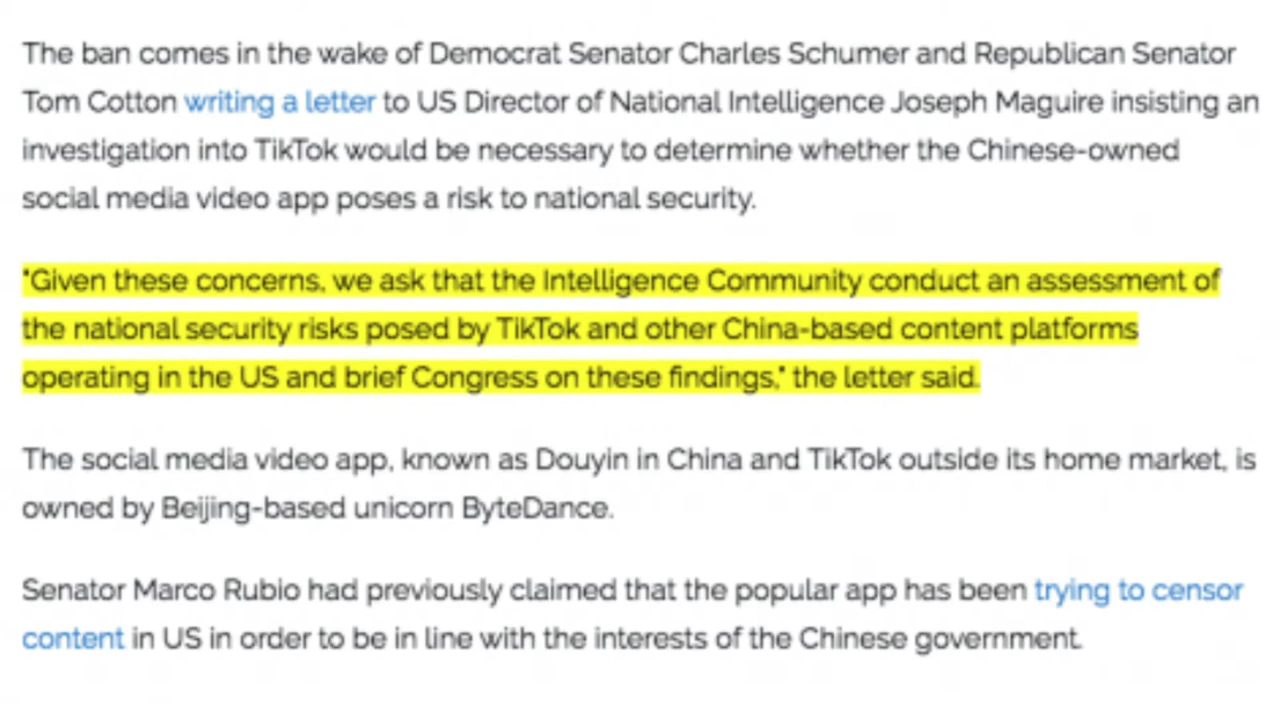 The ban comes in the wake of Democrat Senator Charles Schumer and Republican Senator
Tom Cotton writing a letter to US Director of National Intelligence Joseph Maguire insisting an
investigation into TikTok would be necessary to determine whether the Chinese-owned
social media video app poses a risk to national security.
"Given these concerns, we ask that the Intelligence Community conduct an assessment of
the national security risks posed by TikTok and other China-based content platforms
operating in the US and brief Congress on these findings," the letter said.
The social media video app, known as Douyin in China and TikTok outside its home market, is
owned by Beijing-based unicorn ByteDance.
Senator Marco Rubio had previously claimed that the popular app has been trying to censor
content in US in order to be in line with the interests of the Chinese government.